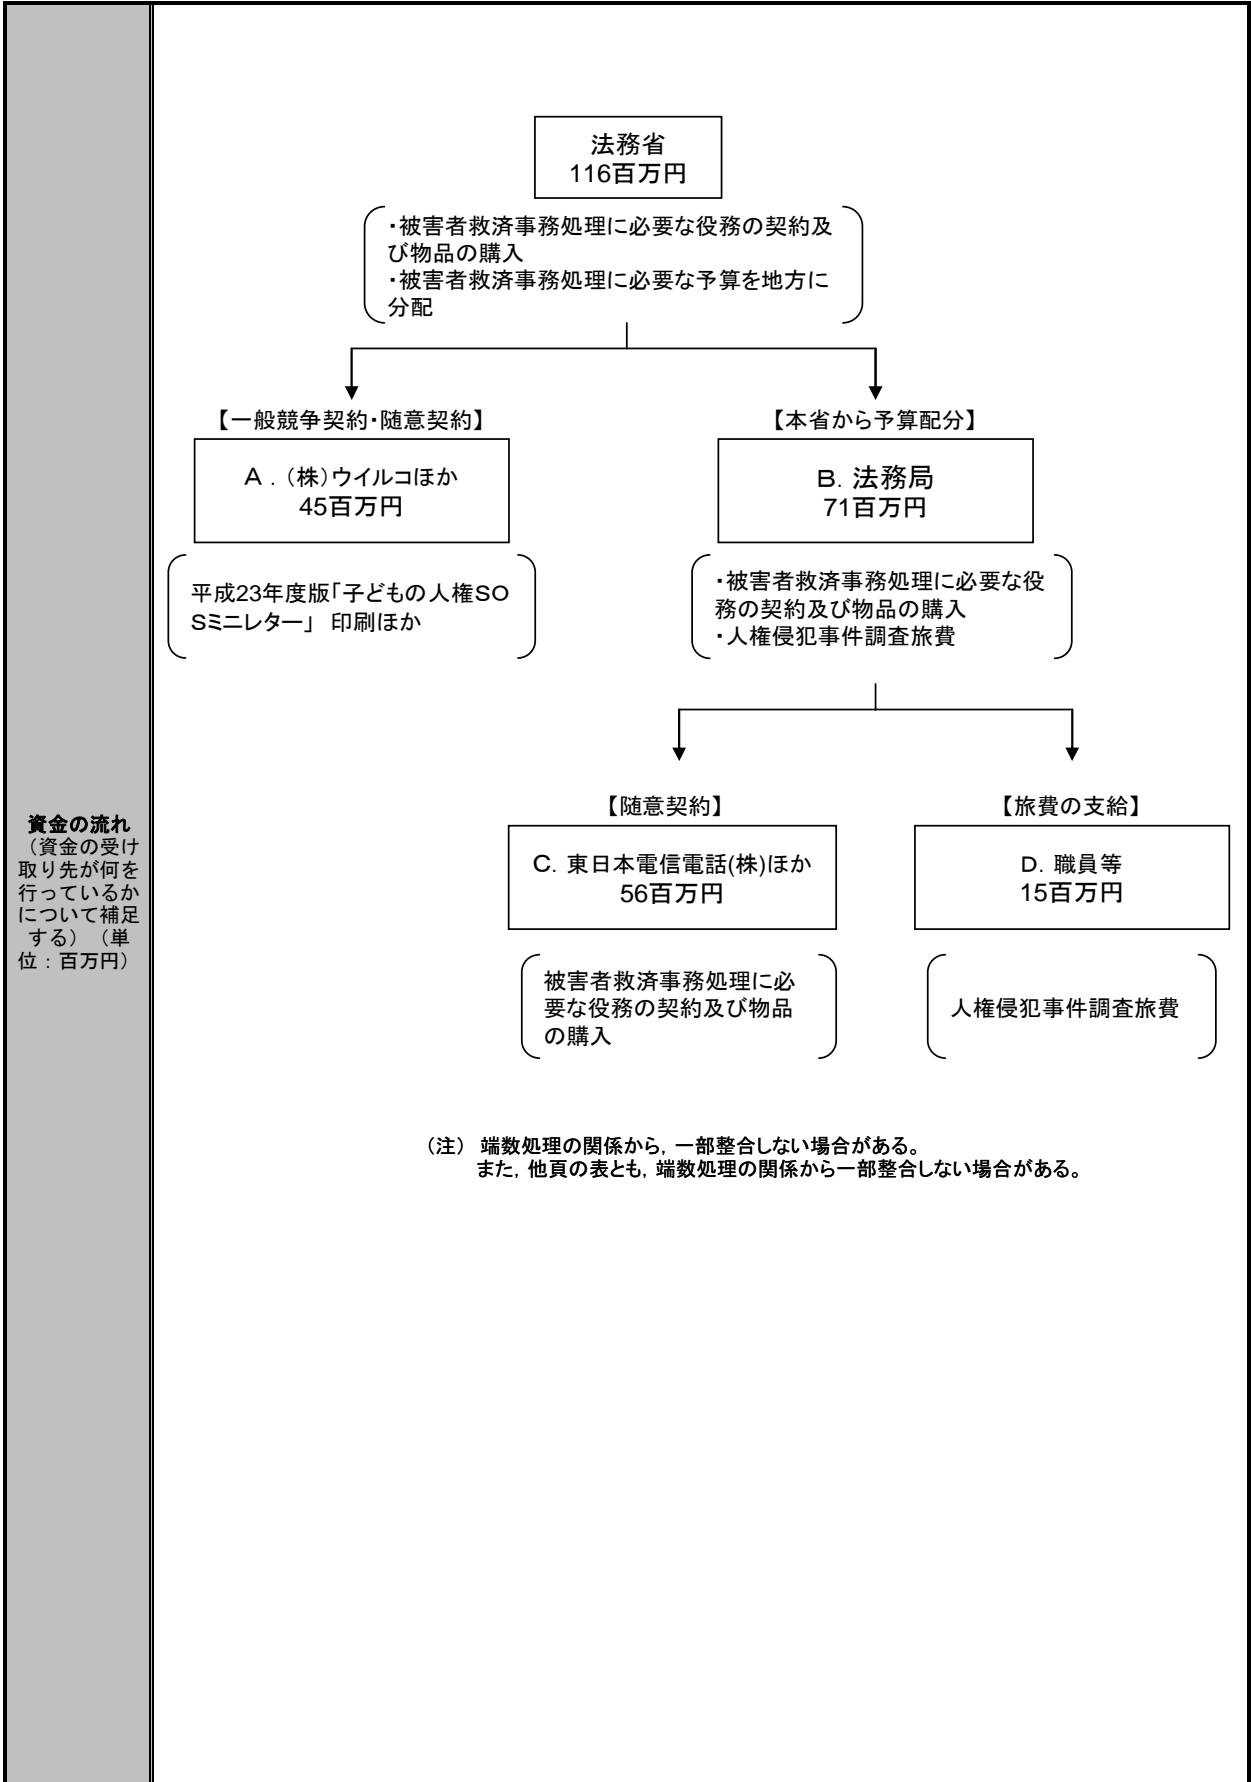 法務省
116百万円
・被害者救済事務処理に必要な役務の契約及
び物品の購入
・被害者救済事務処理に必要な予算を地方に
分配
【一般競争契約・随意契約】
A．（株）ウイルコほか
45百万円
平成23年度版「子どもの人権SO
Sミニレター」 印刷ほか
【本省から予算配分】
B. 法務局
71百万円
・被害者救済事務処理に必要な役
務の契約及び物品の購入
・人権侵犯事件調査旅費
資金の流れ
（資金の受け
取り先が何を
行っているか
について補足
する）（単
位：百万円）
【随意契約】
C. 東日本電信電話(株)ほか
56百万円
被害者救済事務処理に必
要な役務の契約及び物品
の購入
【旅費の支給】
D. 職員等
15百万円
人権侵犯事件調査旅費
（注） 端数処理の関係から，一部整合しない場合がある。
また，他頁の表とも，端数処理の関係から一部整合しない場合がある。